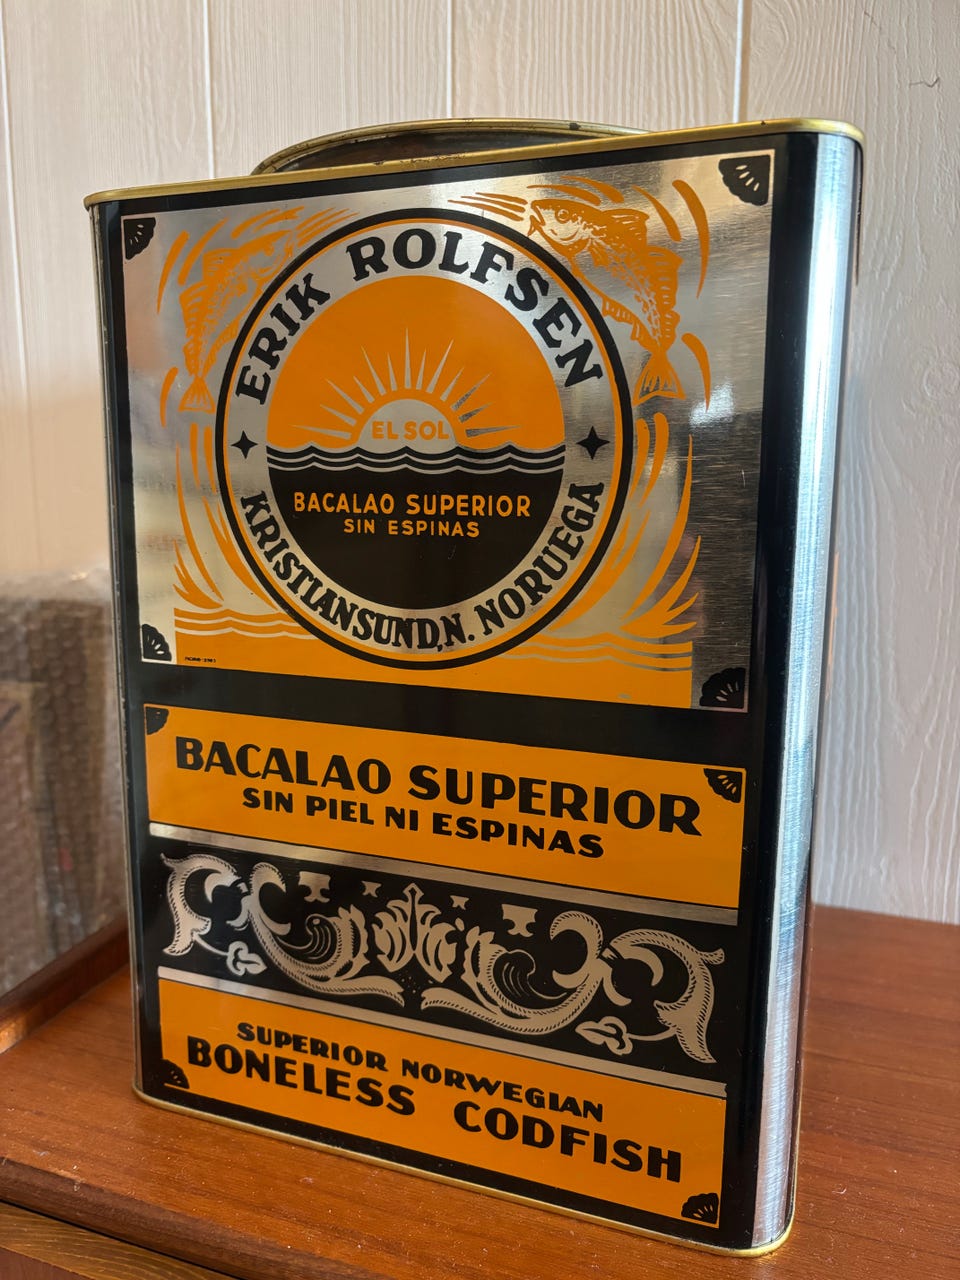 ERIK ROLFSEN
EL SOL
BACALAO SUPERIOR
SIN ESPINAS
KRISTIANSUND,N. NORUEGA
BACALAO SUPERIOR
SIN PIEL NI ESPINAS
SUPERIOR NORWEGIAN
BONELESS CODFISH